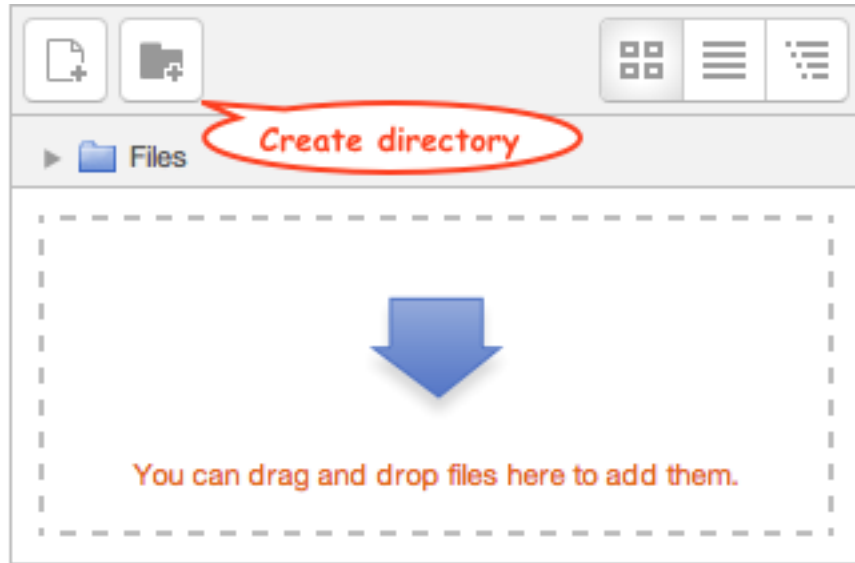 Create directory
Files
You can drag and drop files here to add them.